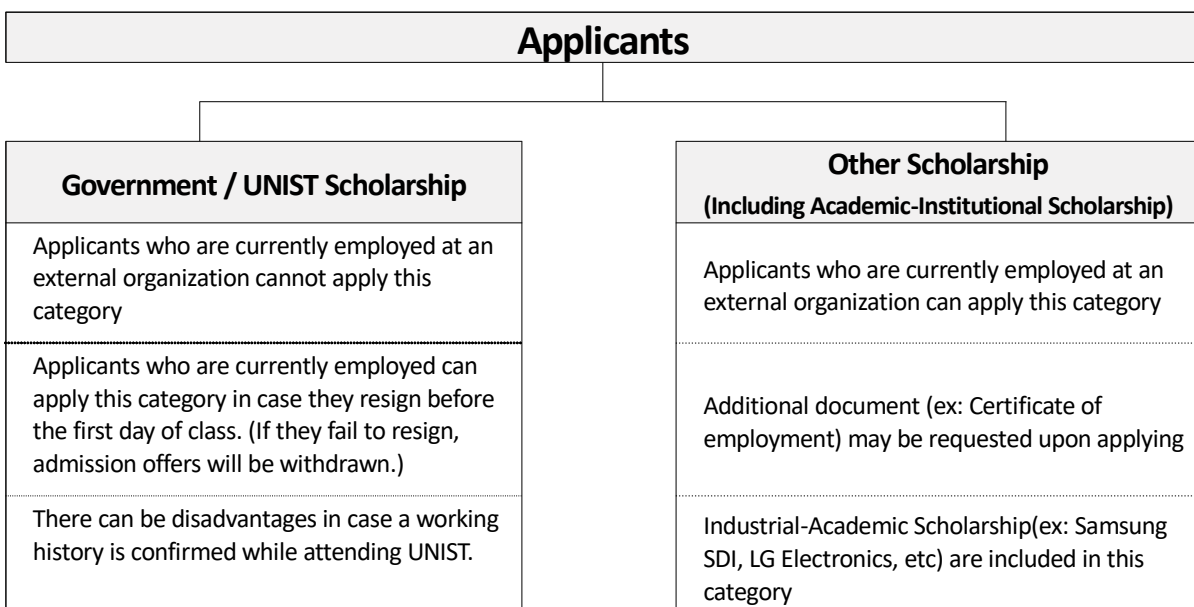 Applicants
Government / UNIST Scholarship
Applicants who are currently employed at an
external organization cannot apply this
category
Applicants who are currently employed can
apply this category in case they resign before
the first day of class. (If they fail to resign,
admission offers will be withdrawn.)
There can be disadvantages in case a working
history is confirmed while attending UNIST.
Other Scholarship
(Including Academic-Institutional Scholarship)
Applicants who are currently employed at an
external organization can apply this category
Additional document (ex: Certificate of
employment) may be requested upon applying
Industrial-Academic Scholarship(ex: Samsung
SDI, LG Electronics, etc) are included in this
category